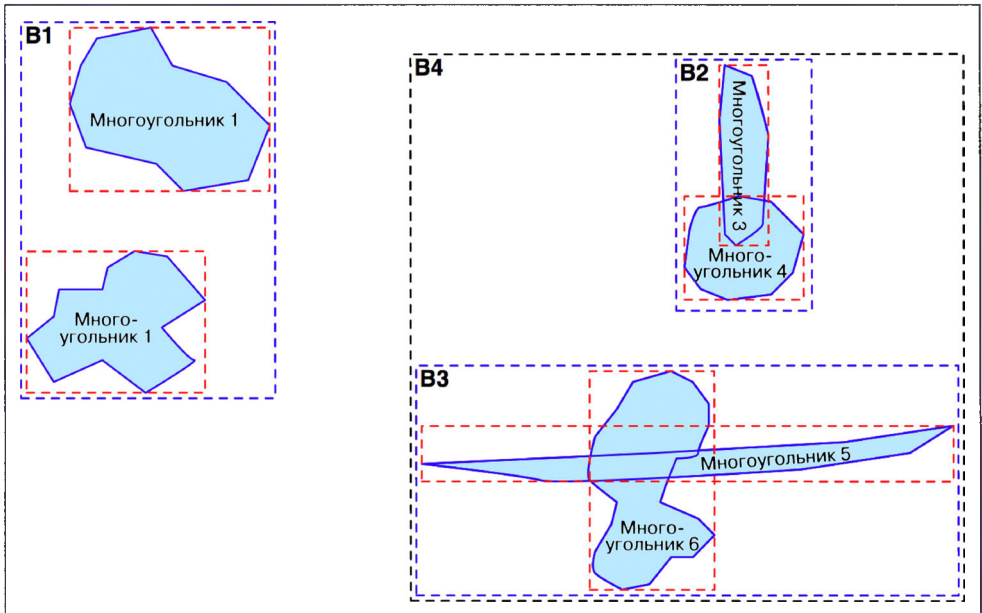 B1
Многоугольник 1
Много-
угольник 1
B4
B2
Многоугольник 3
Много-
угольник 4
B3
Многоугольник 5
Много-
угольник 6